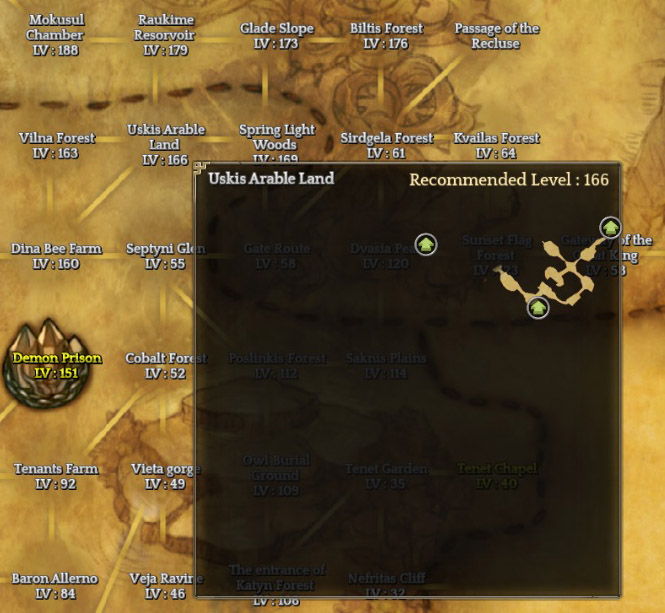 Mokusul
Chamber
LV : 188
Raukime
Resorvoir
LV : 179
Glade Slope
LV : 173
Biltis Forest
LV : 176
Passage of the
Recluse
Vilna Forest
LV : 163
Uskis Arable
Land
LV : 166
Spring Light
Woods
LV : 169
Sirdgela Forest
LV : 61
Kvailas Forest
LV : 64
Uskis Arable Land
Recommended Level : 166
Dina Bee Farm
LV : 160
Septyni Glen
LV : 55
Gate Route
LV : 58
Dvasia Pea
LV : 120
Sunset Flag
Forest
of the
King
Demon Prison
LV : 151
Cobalt Forest
LV : 52
Poslinkis Forest
LV : 112
Saknis Plains
LV : 114
Tenants Farm
LV : 92
Vieta gorge
LV : 49
Owl Burial
Ground
LV : 109
Tenet Garden
LV : 35
Tenet Chapel
LV : 40
Baron Allerno
LV : 84
Veja Ravine
LV : 46
The entrance of
Katyn Forest
LV : 106
Nefritas Cliff
LV : 32